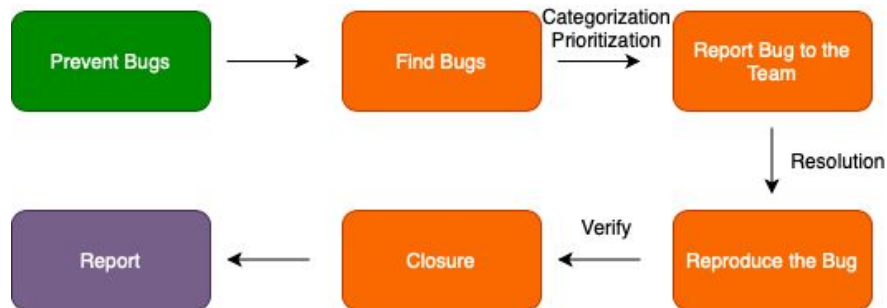 Prevent Bugs
Find Bugs
Categorization
Prioritization
Report Bug to the
Team
Resolution
Reproduce the Bug
Verify
Closure
Report